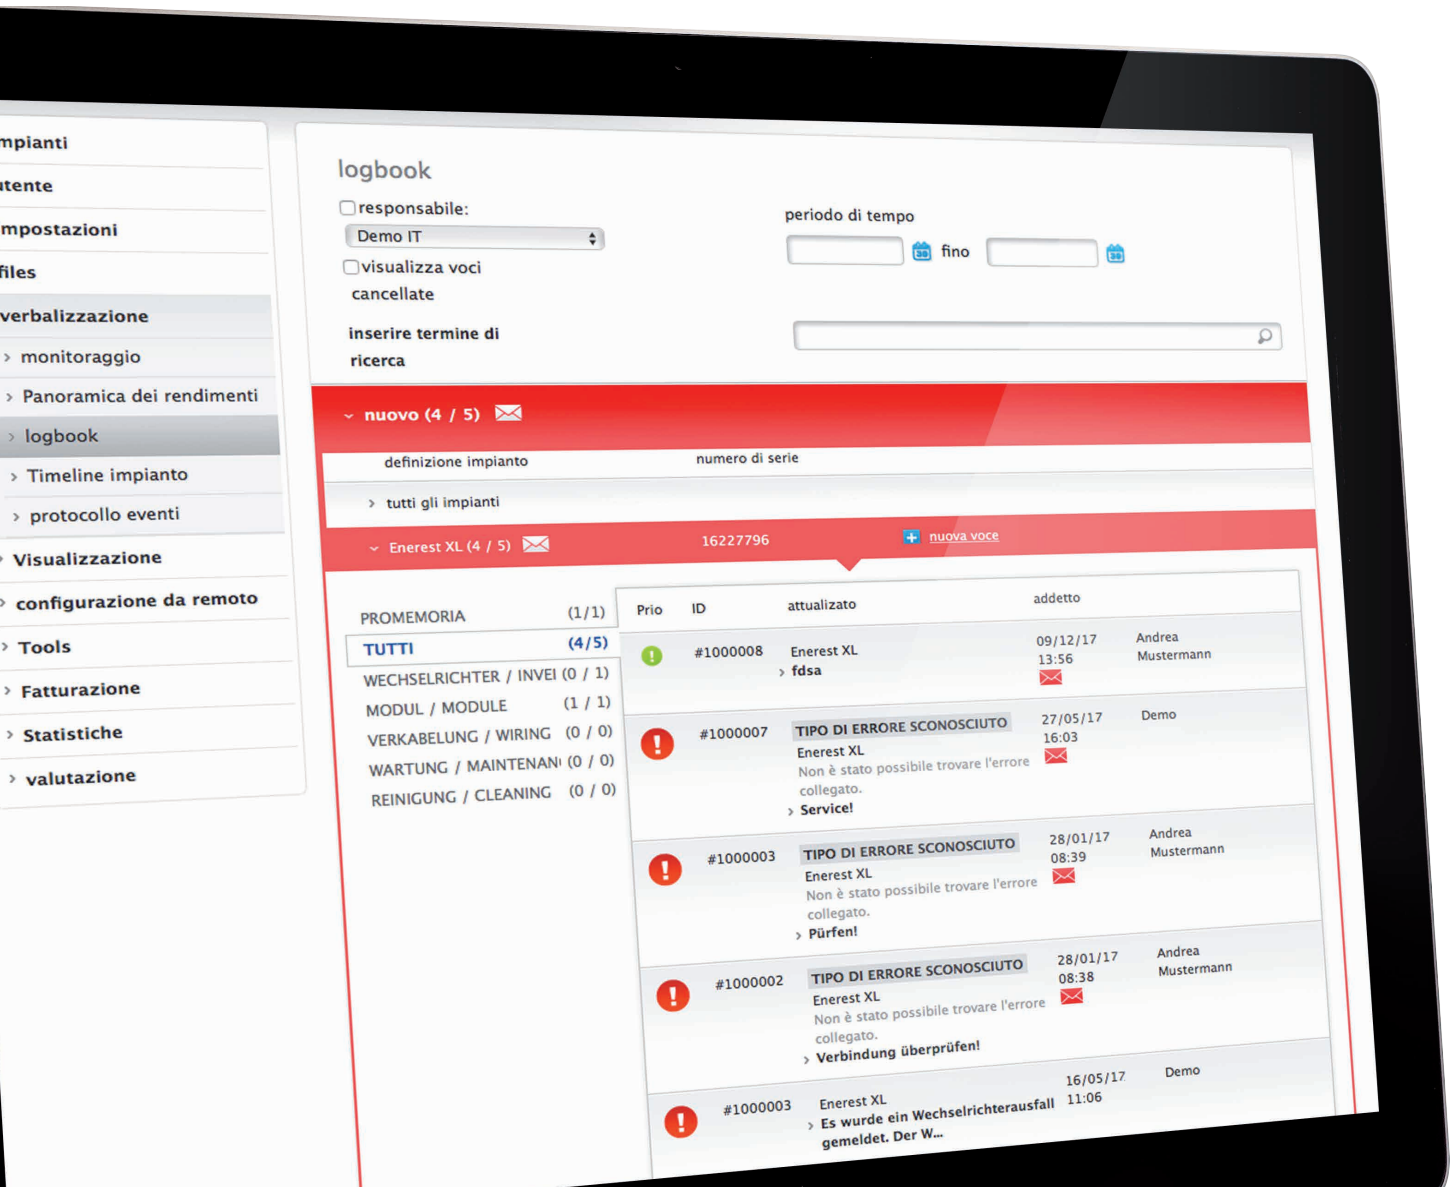 mpianti
utente
mpostazioni
files
verbalizzazione
› monitoraggio
› Panoramica dei rendimenti
› logbook
› Timeline impianto
› protocollo eventi
› Visualizzazione
› configurazione da remoto
› Tools
› Fatturazione
› Statistiche
› valutazione
logbook
responsabile:
Demo IT
visualizza voci
cancellate
periodo di tempo
30 fino 30
inserire termine di
ricerca
nuovo (4 / 5)
definizione impianto numero di serie
› tutti gli impianti
Enerest XL (4 / 5) 16227796 + nuova voce
PROMEMORIA (1/1)
TUTTI (4/5)
WECHSELRICHTER / INVEI (0 / 1)
MODUL / MODULE (1 / 1)
VERKABELUNG / WIRING (0 / 0)
WARTUNG / MAINTENAN (0 / 0)
REINIGUNG / CLEANING (0 / 0)
Prio ID attualizato addetto
! #1000008 Enerest XL 09/12/17 Andrea
› fdsa 13:56 Mustermann
! #1000007 TIPO DI ERRORE SCONOSCIUTO 27/05/17 Demo
Enerest XL 16:03
Non è stato possibile trovare l'errore
collegato.
› Service!
! #1000003 TIPO DI ERRORE SCONOSCIUTO 28/01/17 Andrea
Enerest XL 08:39 Mustermann
Non è stato possibile trovare l'errore
collegato.
› Pürfen!
! #1000002 TIPO DI ERRORE SCONOSCIUTO 28/01/17 Andrea
Enerest XL 08:38 Mustermann
Non è stato possibile trovare l'errore
collegato.
› Verbindung überprüfen!
! #1000003 Enerest XL 16/05/17 Demo
› Es wurde ein Wechselrichterausfall 11:06
gemeldet. Der W...